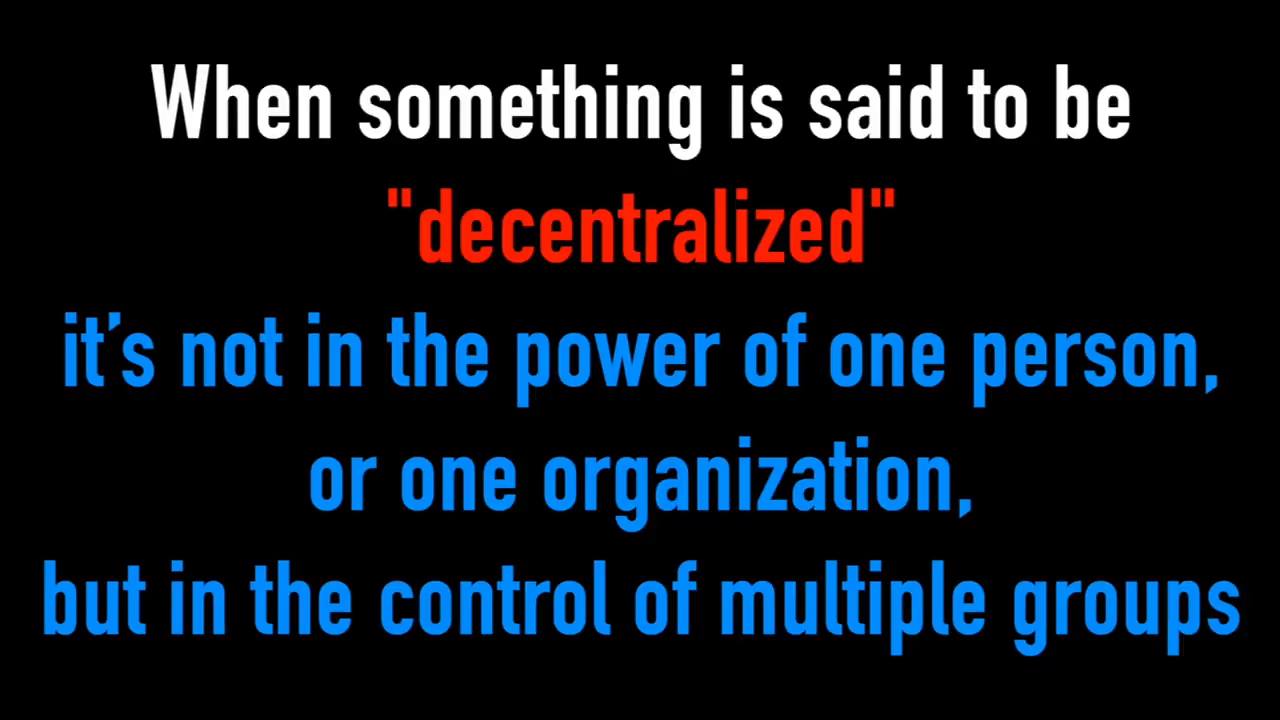 When something is said to be
"decentralized"
it’s not in the power of one person,
or one organization,
but in the control of multiple groups